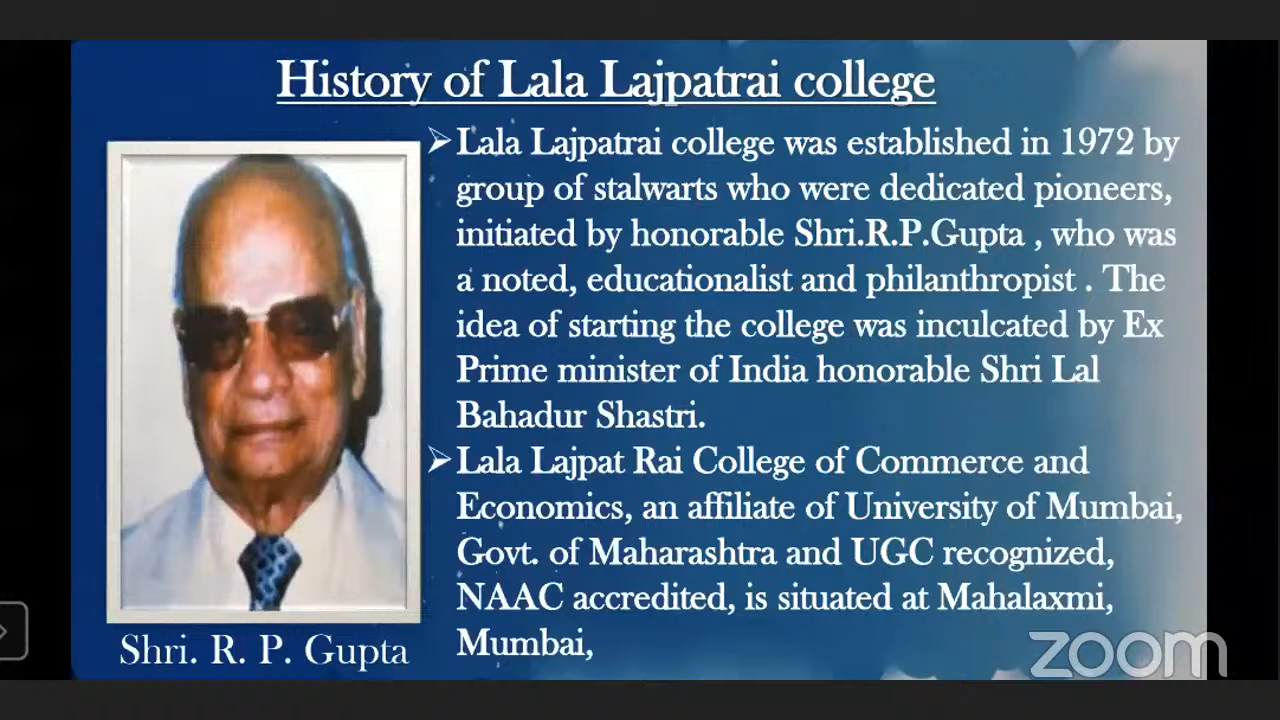 History of Lala Lajpatrai college
Lala Lajpatrai college was established in 1972 by
group of stalwarts who were dedicated pioneers,
initiated by honorable Shri.R.P.Gupta , who was
a noted, educationalist and philanthropist . The
idea of starting the college was inculcated by Ex
Prime minister of India honorable Shri Lal
Bahadur Shastri.
Lala Lajpat Rai College of Commerce and
Economics, an affiliate of University of Mumbai,
Govt. of Maharashtra and UGC recognized,
NAAC accredited, is situated at Mahalaxmi,
Mumbai,
Shri. R. P. Gupta
zoom